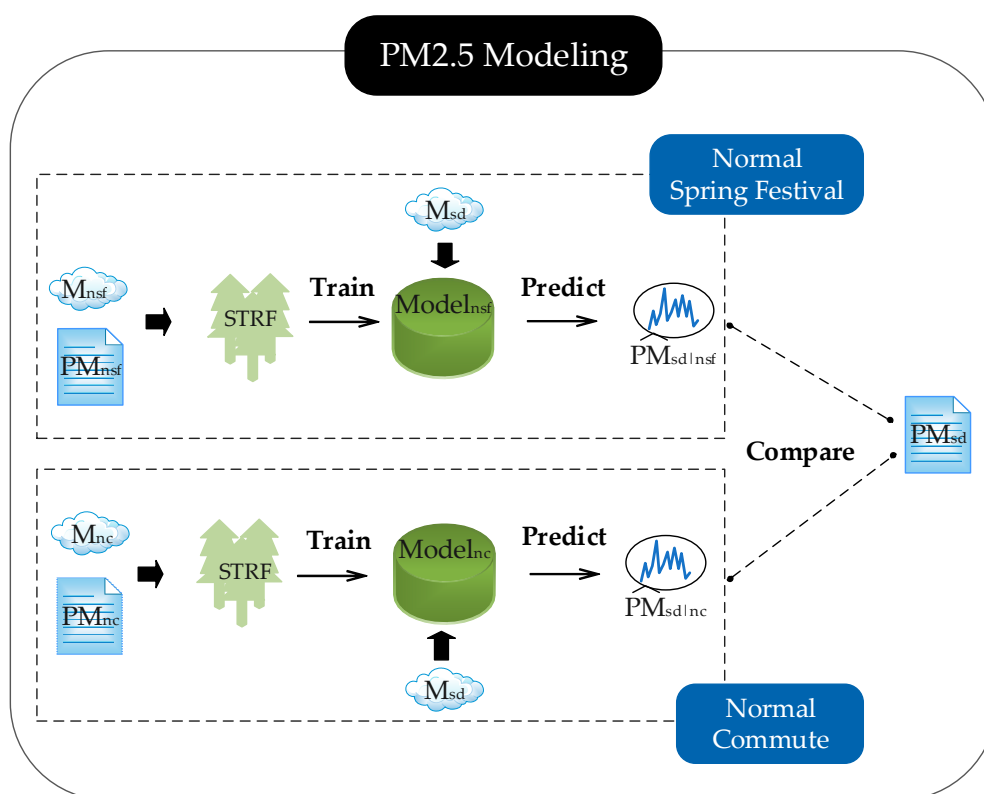 PM2.5 Modeling
Normal
Spring Festival
Msd
Mnsf
PMnsf
STRF
Train
Modelnsf
Predict
PMsd|nsf
Compare
PMsd
Mnc
PMnc
STRF
Train
Modelnc
Predict
PMsd|nc
Msd
Normal
Commute